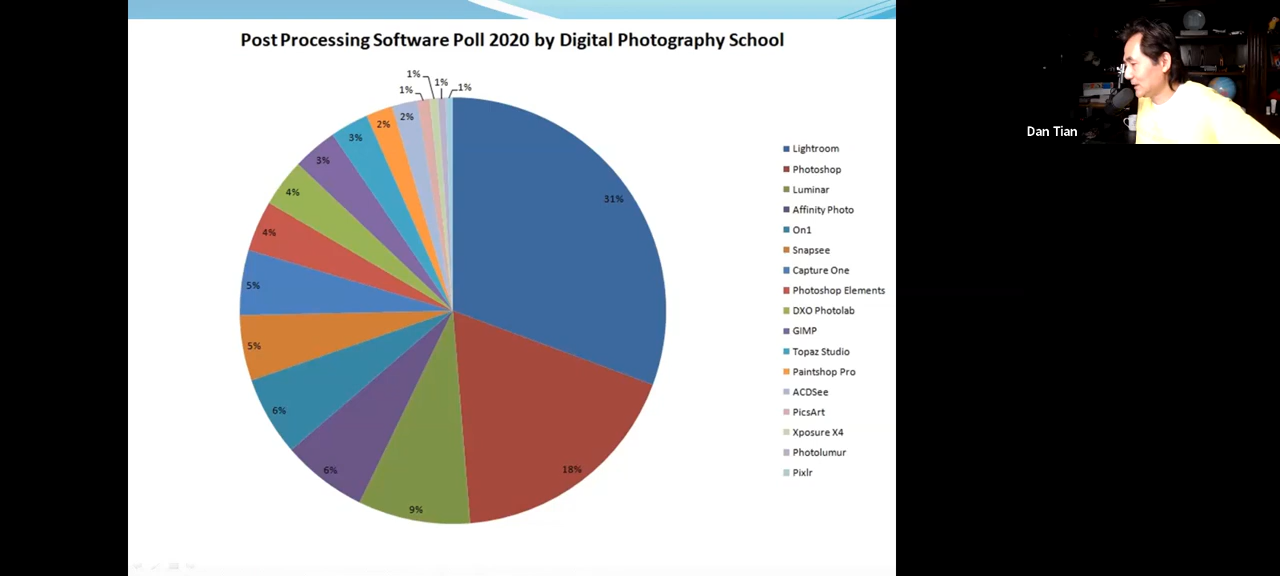 Post Processing Software Poll 2020 by Digital Photography School
Dan Tian
1%
1%
1%
1%
2%
2%
3%
3%
4%
4%
5%
5%
6%
6%
9%
18%
31%
Lightroom
Photoshop
Luminar
Affinity Photo
On1
Snapsee
Capture One
Photoshop Elements
DXO Photolab
GIMP
Topaz Studio
Paintshop Pro
ACDSee
PicsArt
Xposure X4
Photolumur
Pixlr